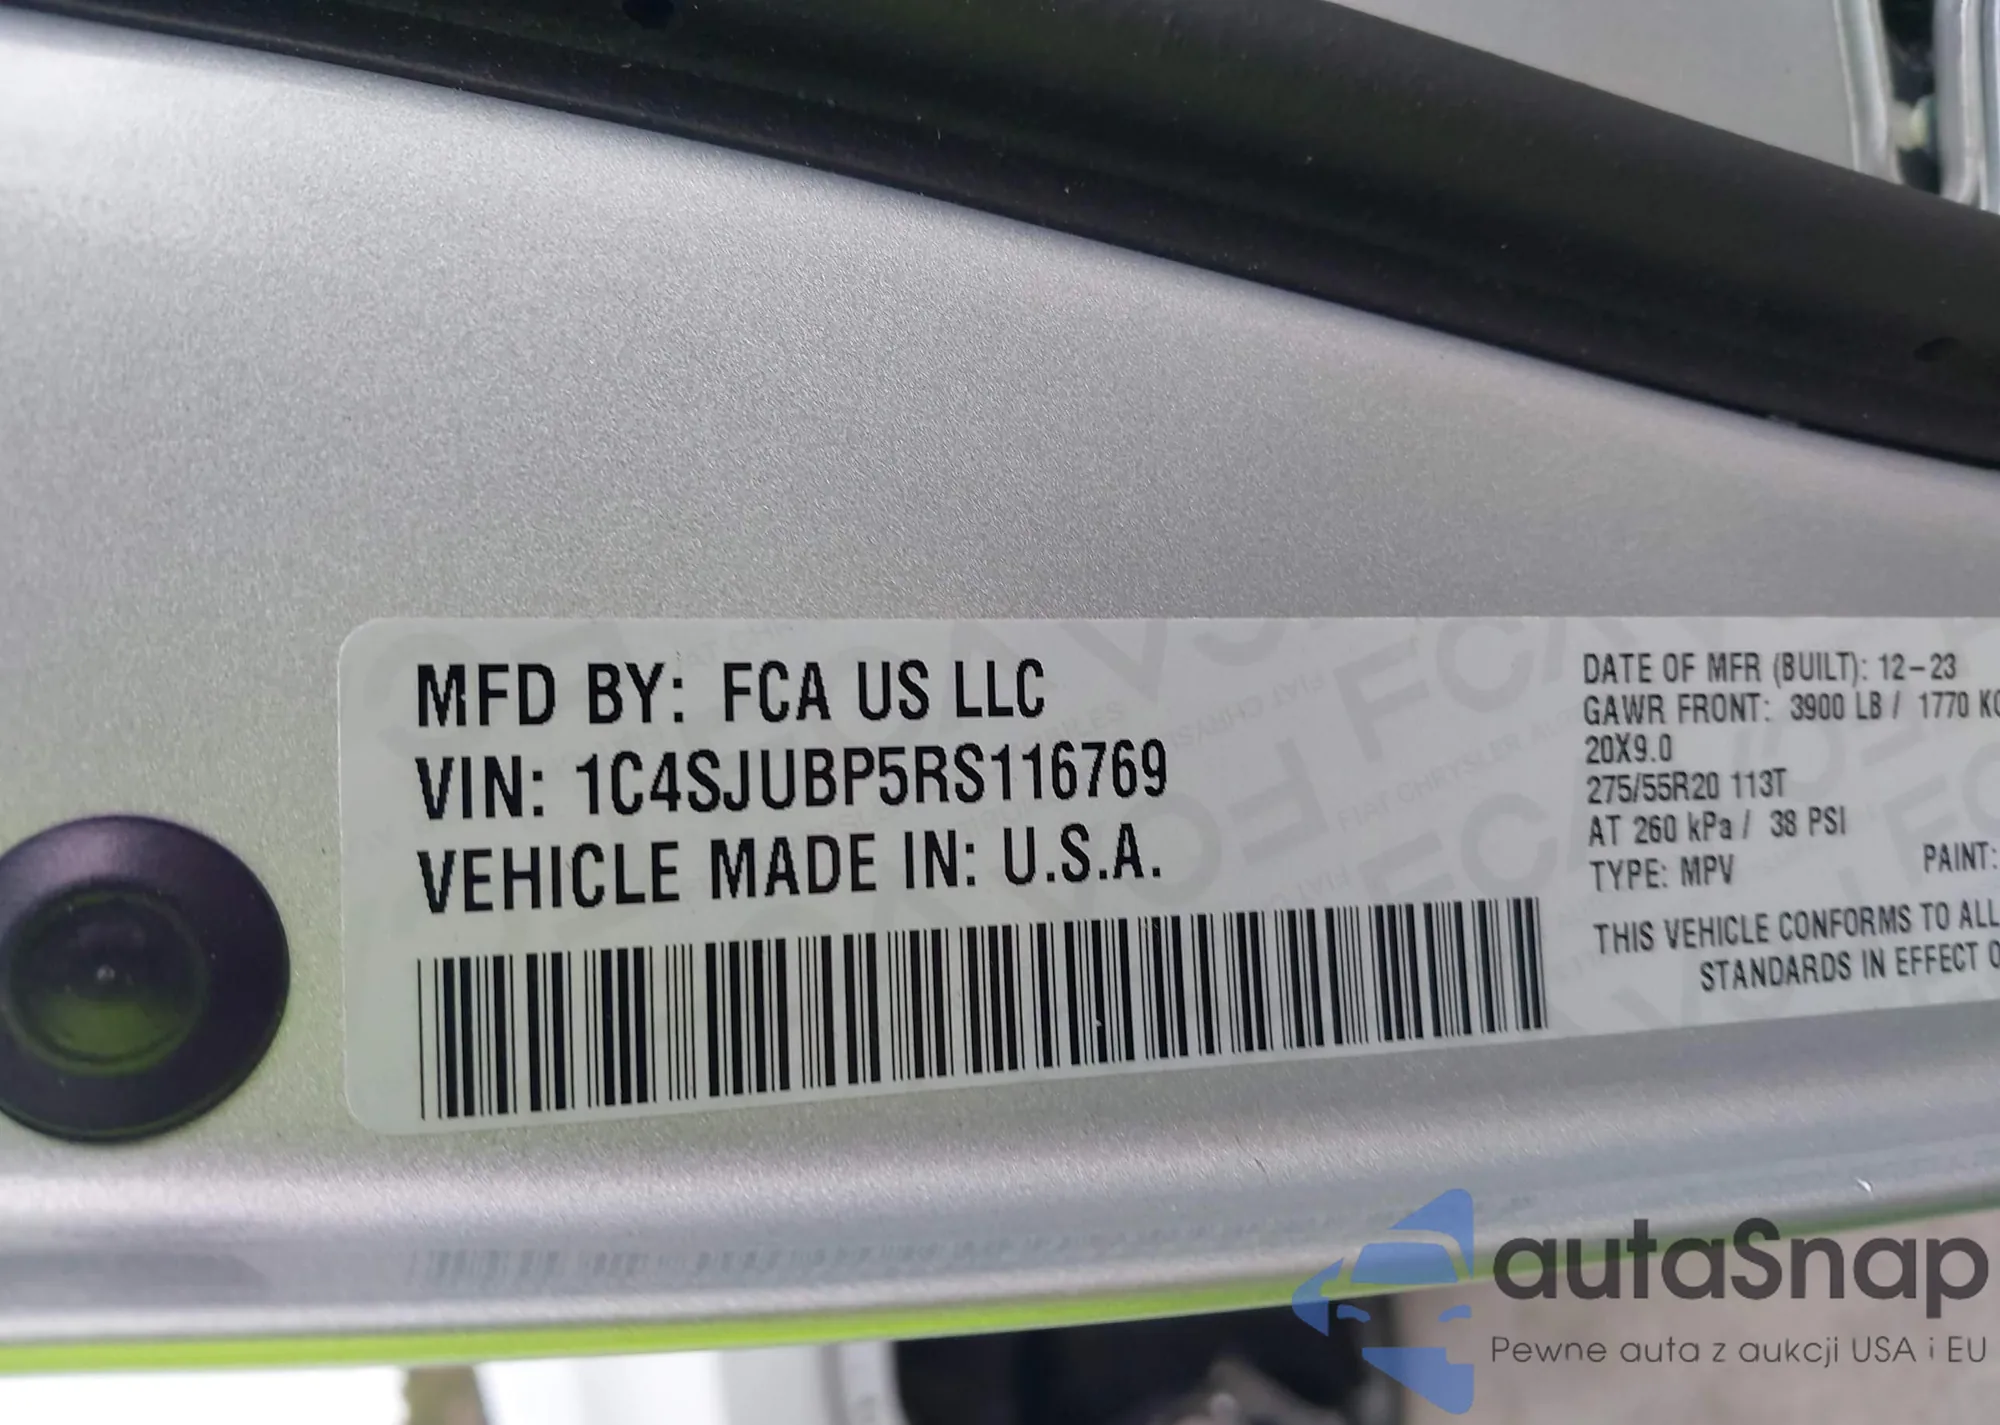 MFD BY: FCA US LLC
VIN: 1C4SJUBP5RS116769
VEHICLE MADE IN: U.S.A.
DATE OF MFR (BUILT): 12-23
GAWR FRONT: 3900 LB / 1770 KG
20X9.0
275/55R20 113T
AT 260 kPa / 38 PSI
TYPE: MPV
PAINT:
THIS VEHICLE CONFORMS TO ALL
STANDARDS IN EFFECT O
autaSnap
Pewne auta z aukcji USA i EU